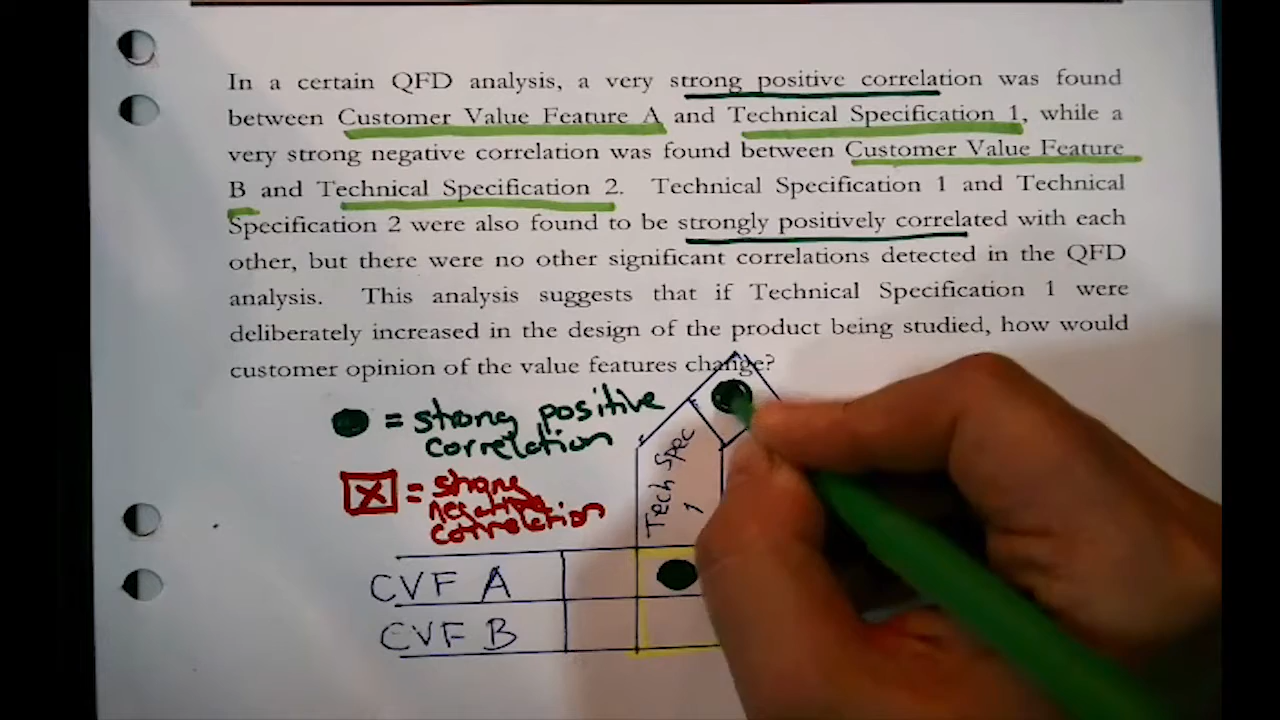 In a certain QFD analysis, a very strong positive correlation was found
between Customer Value Feature A and Technical Specification 1, while a
very strong negative correlation was found between Customer Value Feature
B and Technical Specification 2. Technical Specification 1 and Technical
Specification 2 were also found to be strongly positively correlated with each
other, but there were no other significant correlations detected in the QFD
analysis. This analysis suggests that if Technical Specification 1 were
deliberately increased in the design of the product being studied, how would
customer opinion of the value features change?
= strong positive
correlation
X = strong
negative
correlation
Tech Spec
1
CVF A
CVF B